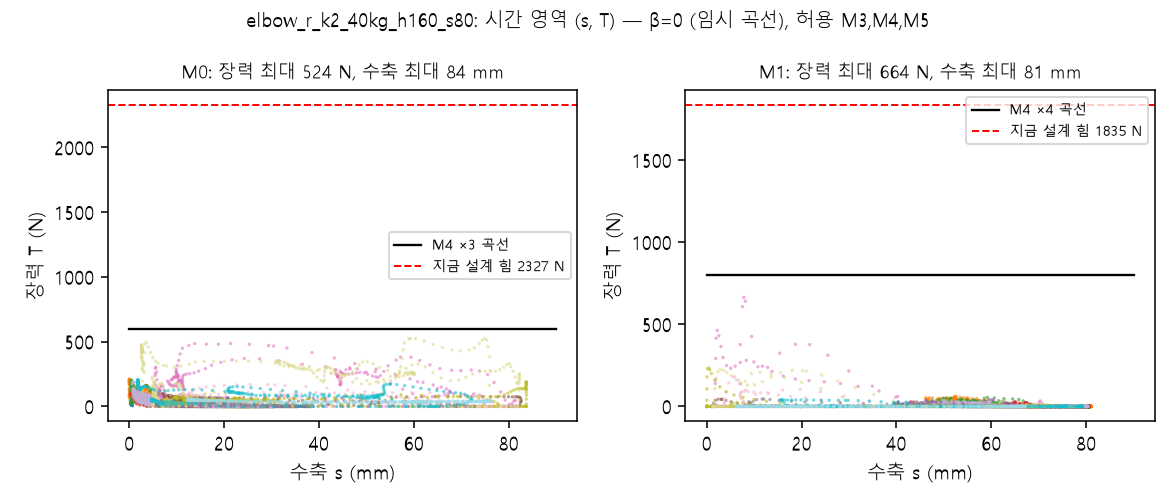 elbow_r_k2_40kg_h160_s80: 시간 영역 (s, T) — β=0 (임시 곡선), 허용 M3,M4,M5
M0: 장력 최대 524 N, 수축 최대 84 mm
장력 T (N)
2000
1500
1000
500
0
M4 ×3 곡선
지금 설계 힘 2327 N
0 20 40 60 80
수축 s (mm)
M1: 장력 최대 664 N, 수축 최대 81 mm
장력 T (N)
1500
1000
500
0
M4 ×4 곡선
지금 설계 힘 1835 N
0 20 40 60 80
수축 s (mm)